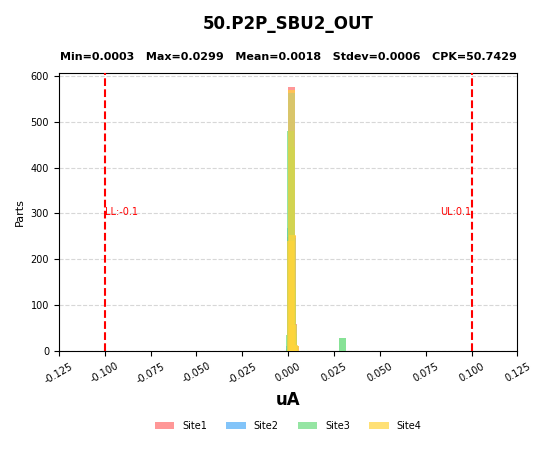 50.P2P_SBU2_OUT
Min=0.0003 Max=0.0299 Mean=0.0018 Stdev=0.0006 CPK=50.7429
600
500
400
300
200
100
0
Parts
LL:-0.1
UL:0.1
-0.125 -0.100 -0.075 -0.050 -0.025 0.000 0.025 0.050 0.075 0.100 0.125
uA
Site1 Site2 Site3 Site4